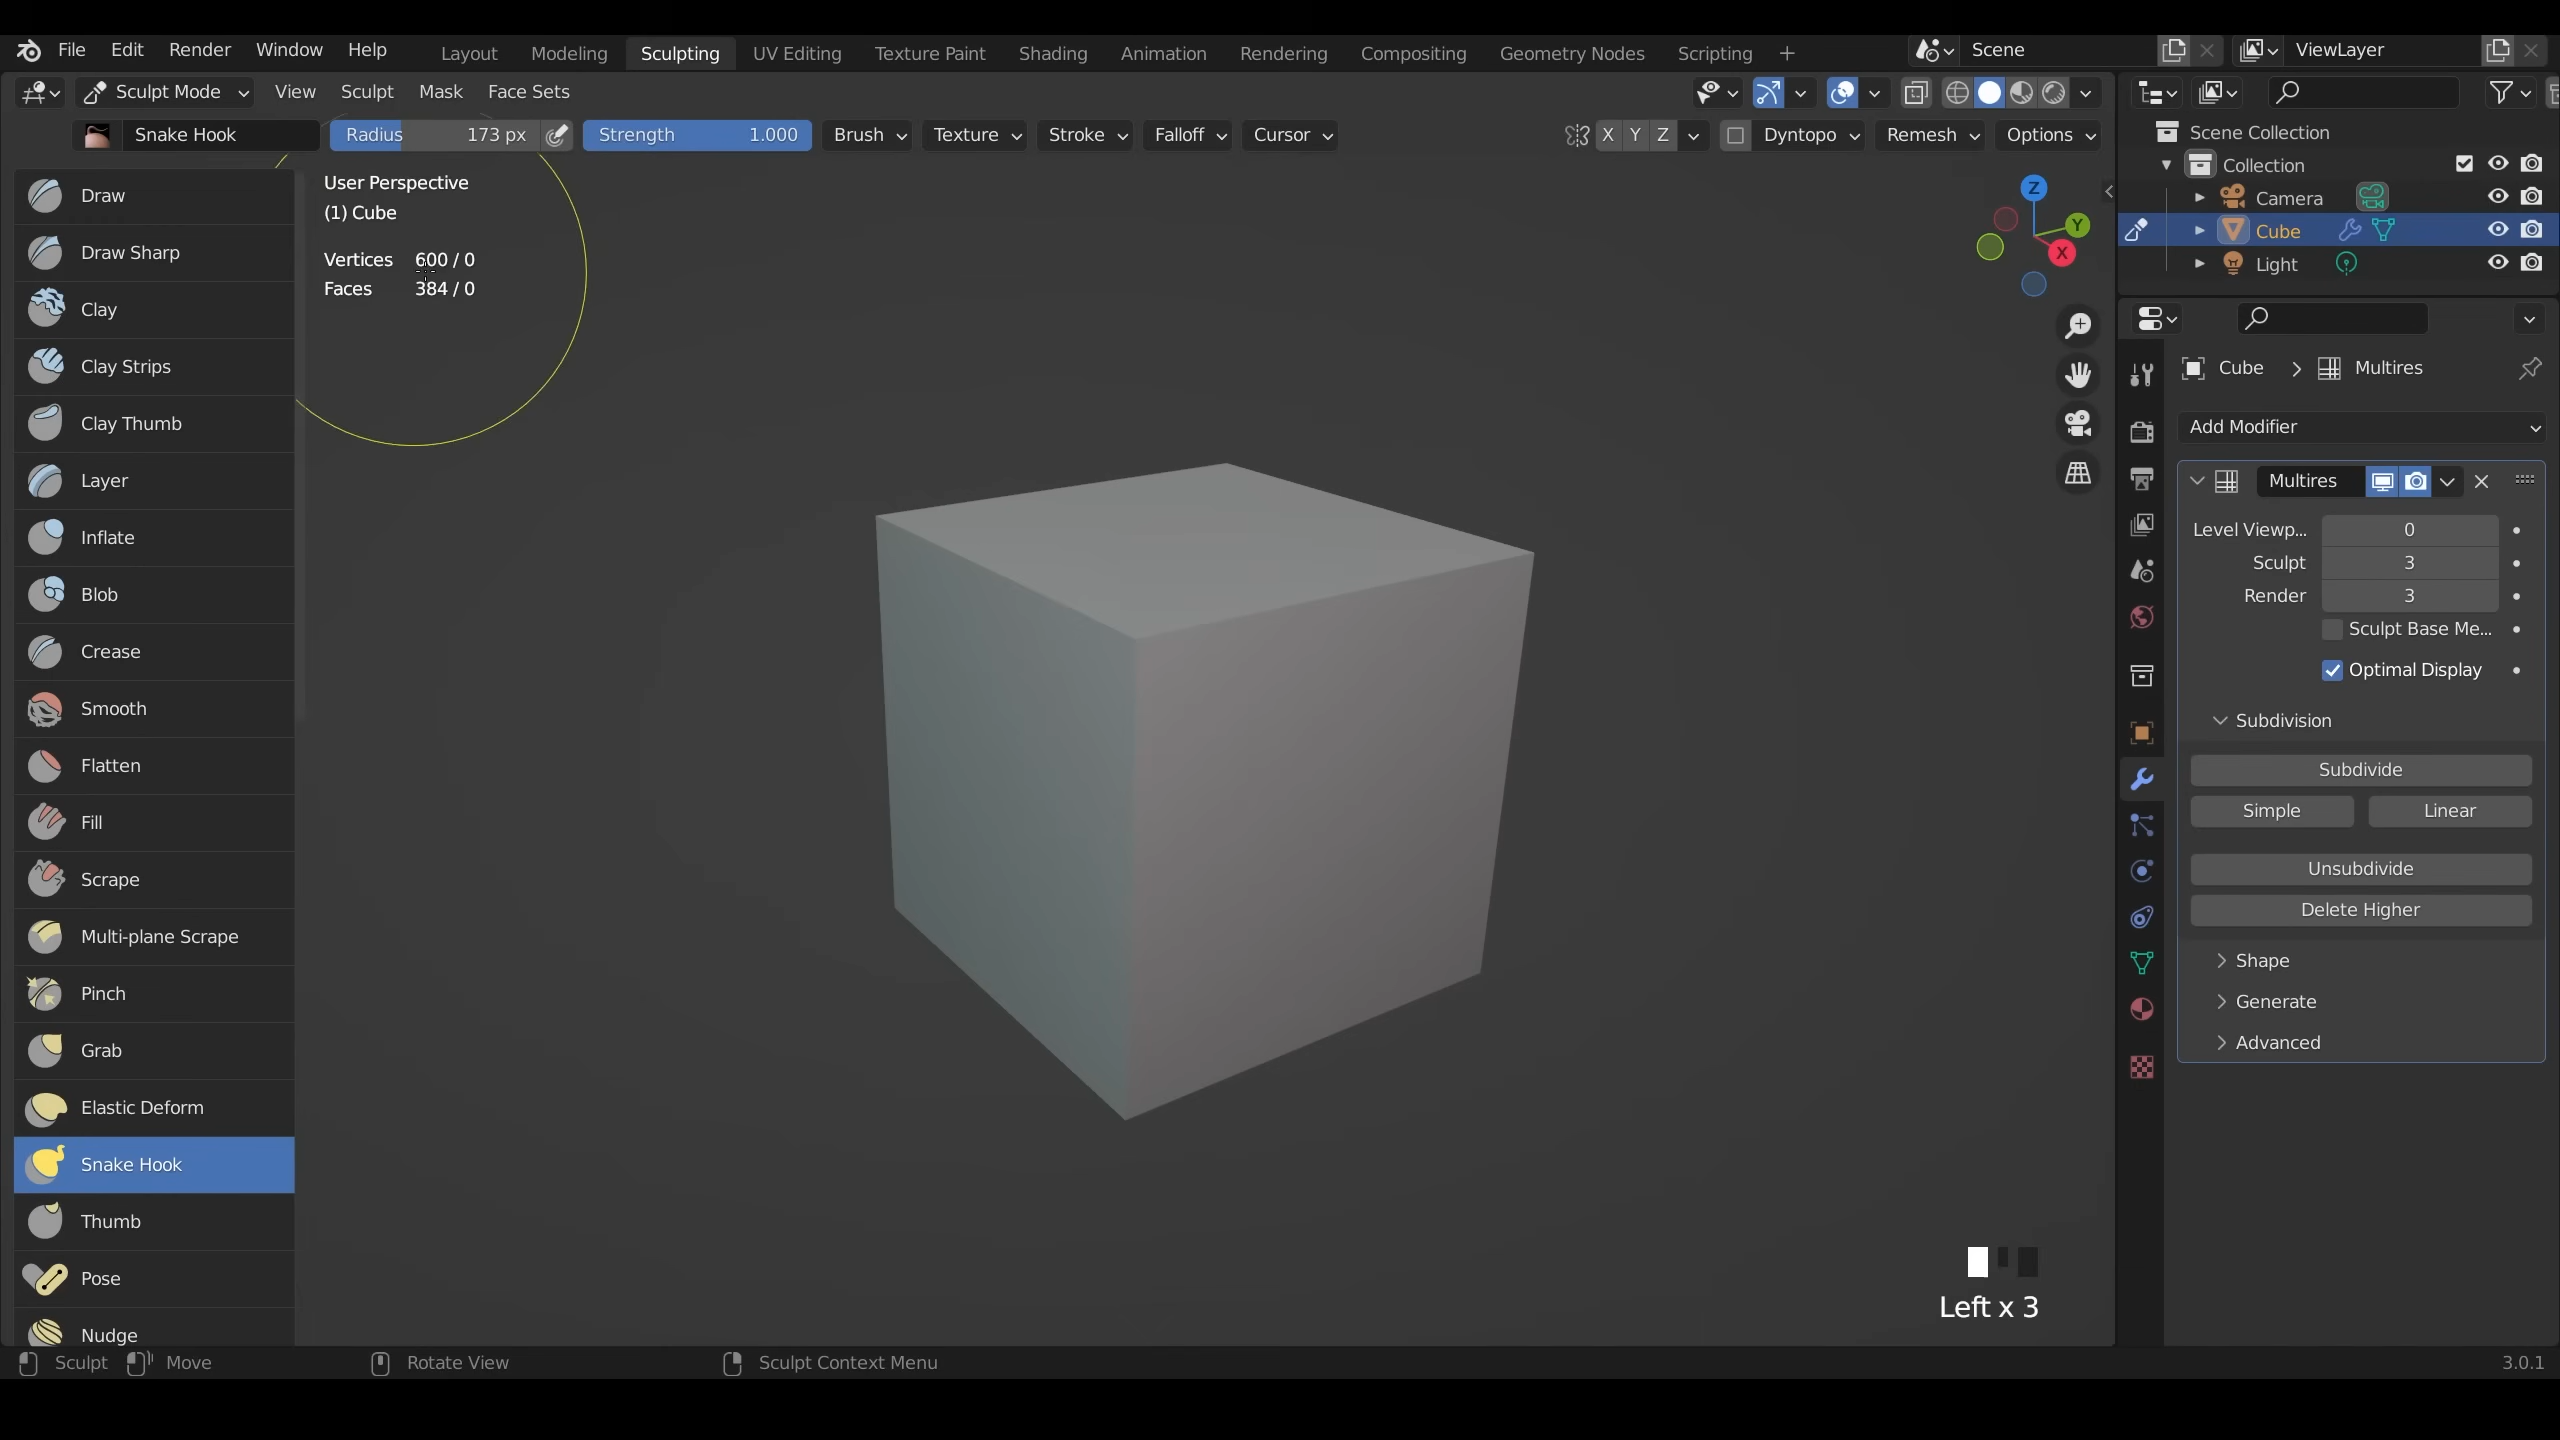 File Edit Render Window Help Layout Modeling Sculpting UV Editing Texture Paint Shading Animation Rendering Compositing Geometry Nodes Scripting + Scene ViewLayer
Sculpt Mode View Sculpt Mask Face Sets
Snake Hook Radius 173 px Strength 1.000 Brush Texture Stroke Falloff Cursor X Y Z Dyntopo Remesh Options
User Perspective
(1) Cube
Vertices 600 / 0
Faces 384 / 0
Draw
Draw Sharp
Clay
Clay Strips
Clay Thumb
Layer
Inflate
Blob
Crease
Smooth
Flatten
Fill
Scrape
Multi-plane Scrape
Pinch
Grab
Elastic Deform
Snake Hook
Thumb
Pose
Nudge
Z
Y
X
Left x 3
Scene Collection
Collection
Camera
Cube
Light
Cube > Multires
Add Modifier
Multires
Level Viewp... 0
Sculpt 3
Render 3
Sculpt Base Me...
Optimal Display
Subdivision
Subdivide
Simple Linear
Unsubdivide
Delete Higher
Shape
Generate
Advanced
Sculpt Move Rotate View Sculpt Context Menu 3.0.1